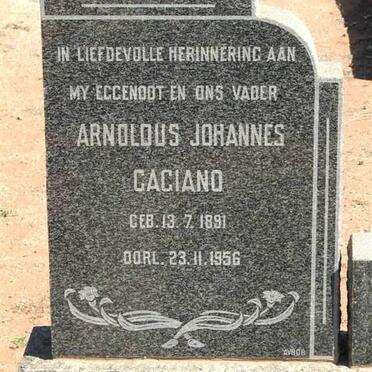 IN LIEFDEVOLLE HERINNERING AAN
MY EGGENOOT EN ONS VADER
ARNOLDUS JOHANNES
GAGIANO
GEB. 13. 7. 1891
OORL. 23. 11. 1956
AVBOB